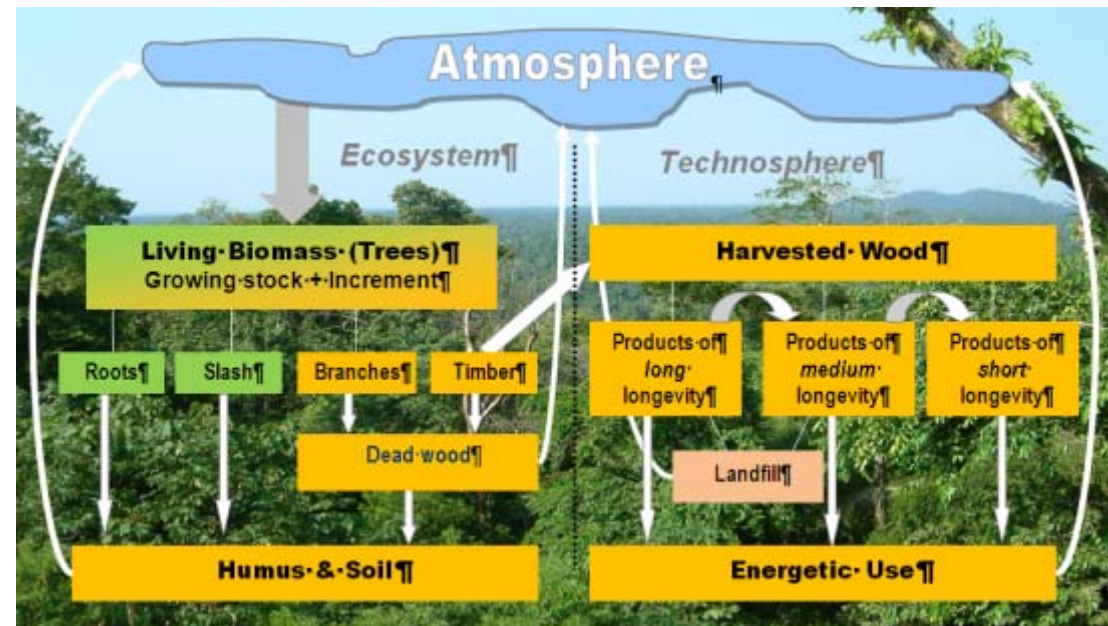 Atmosphere¶
Ecosystem¶
Technosphere¶
Living·Biomass·(Trees)¶
Growing·stock·+·Increment¶
Harvested·Wood¶
Roots¶
Slash¶
Branches¶
Timber¶
Products·of¶
long·
longevity¶
Products·of¶
medium·
longevity¶
Products·of¶
short·
longevity¶
Dead·wood¶
Landfill¶
Humus·&·Soil¶
Energetic·Use¶